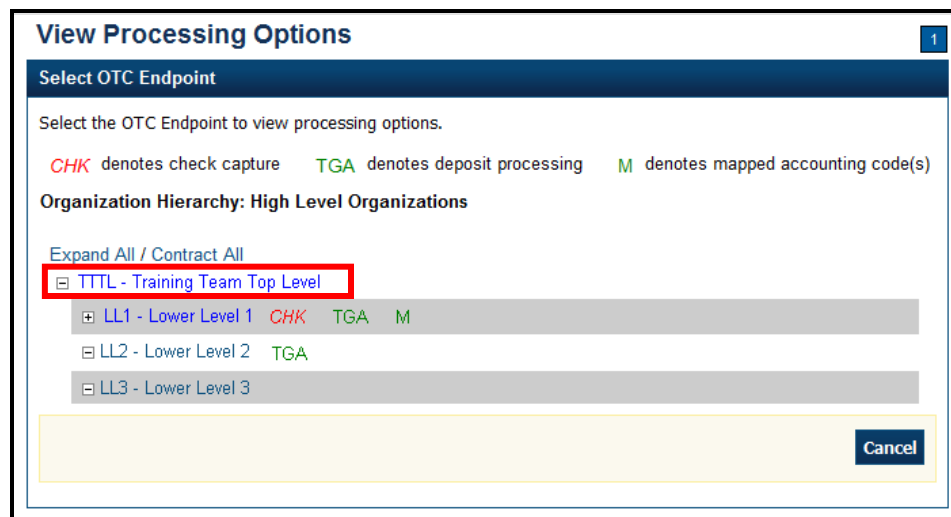 View Processing Options
1
Select OTC Endpoint
Select the OTC Endpoint to view processing options.
CHK denotes check capture TGA denotes deposit processing M denotes mapped accounting code(s)
Organization Hierarchy: High Level Organizations
Expand All / Contract All
TTTL - Training Team Top Level
LL1 - Lower Level 1 CHK TGA M
LL2 - Lower Level 2 TGA
LL3 - Lower Level 3
Cancel